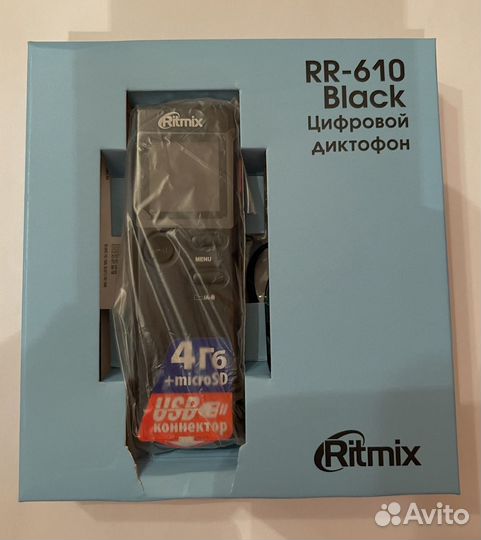 RR-610
Black
Цифровой
диктофон
Ritmix
MENU
4Гб
+microSD
USB
коннектор
Ritmix
Avito